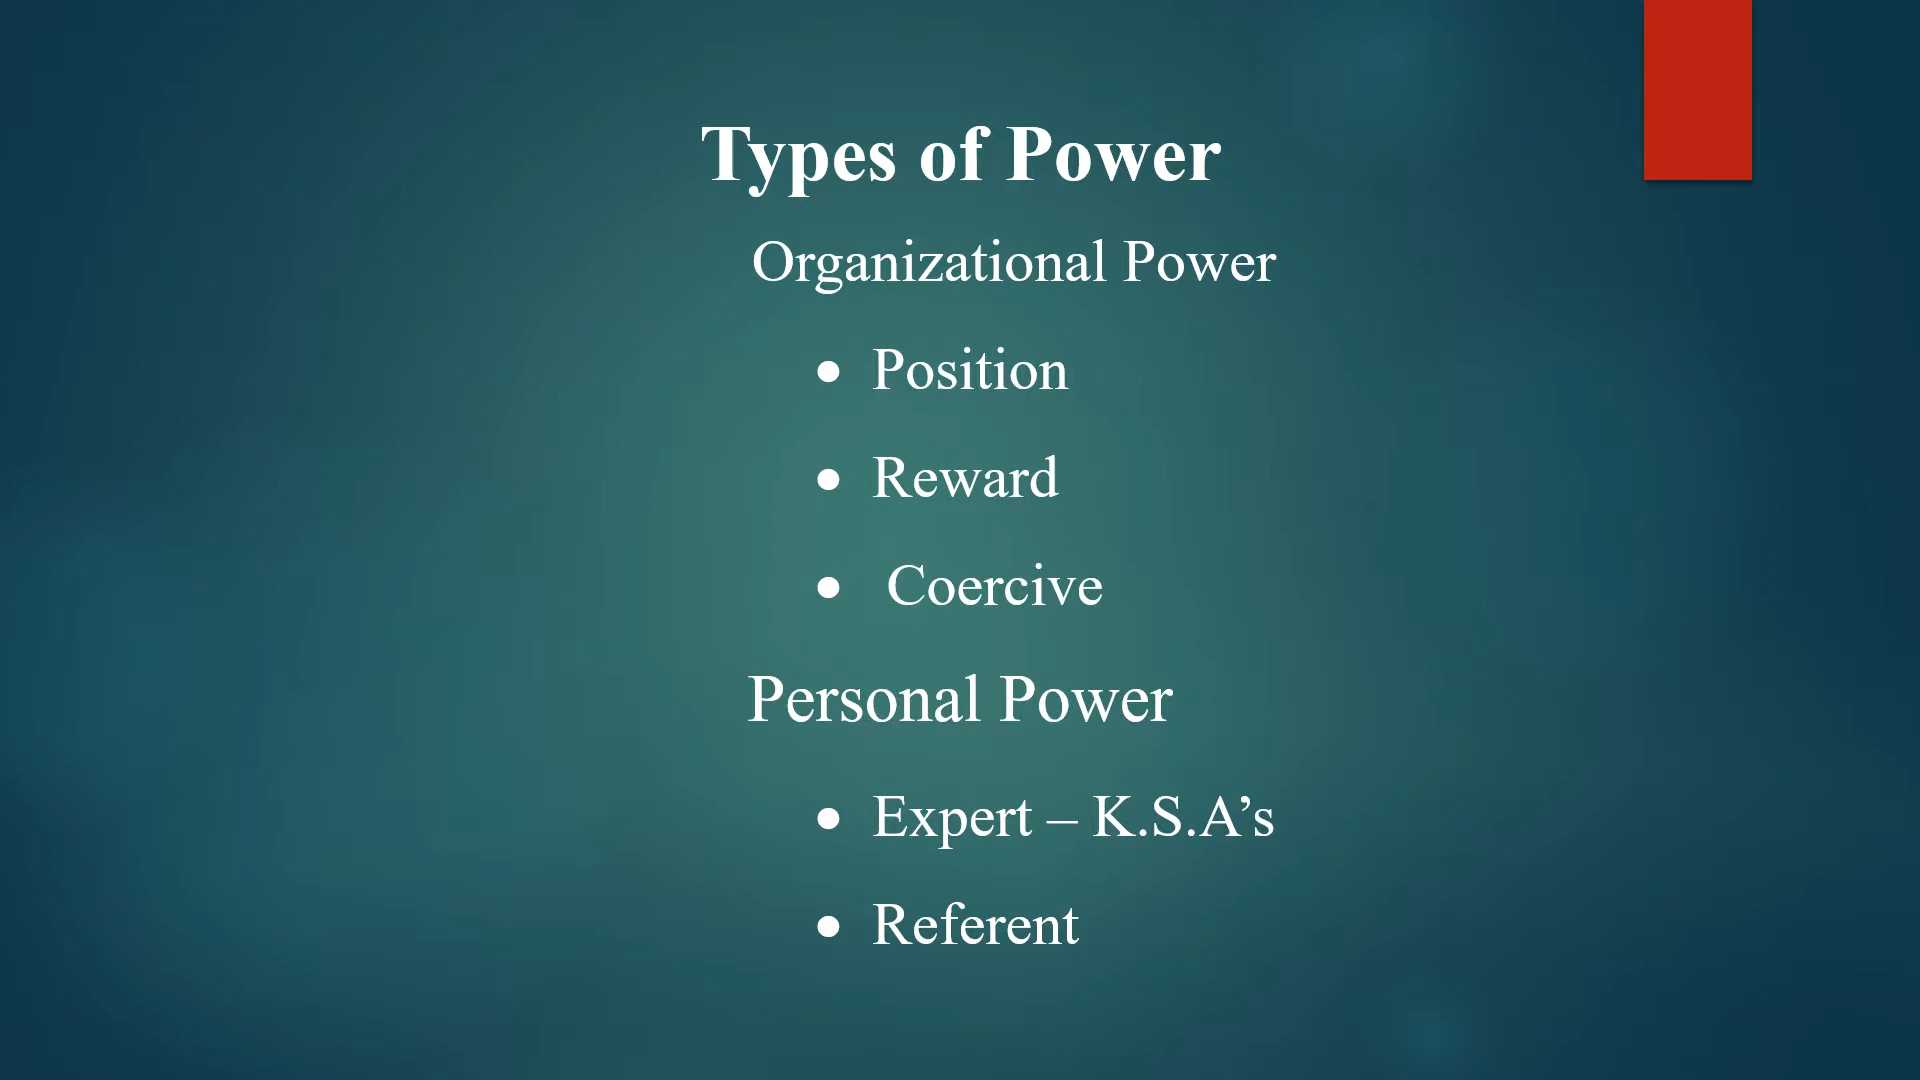 Types of Power
Organizational Power
● Position
● Reward
● Coercive
Personal Power
● Expert – K.S.A’s
● Referent